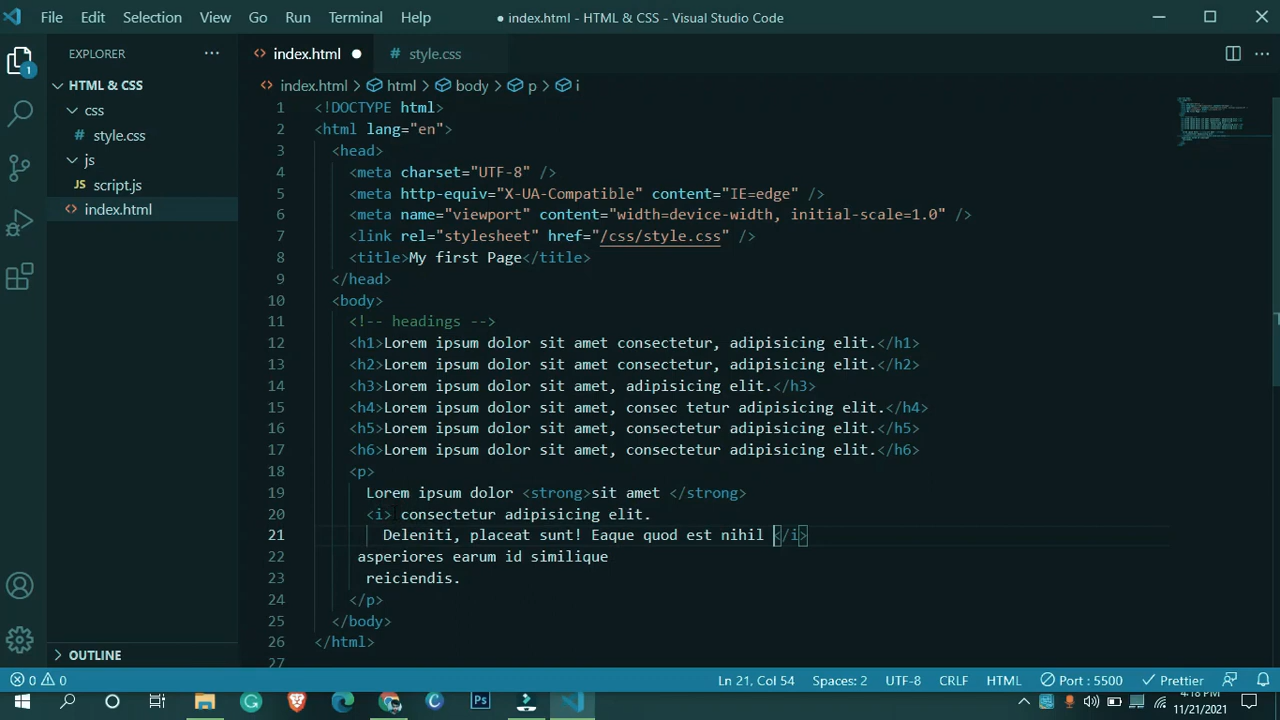 File Edit Selection View Go Run Terminal Help
● index.html - HTML & CSS - Visual Studio Code
EXPLORER ···
HTML & CSS
css
# style.css
js
JS script.js
<> index.html
OUTLINE
1
<> index.html ●
# style.css
<> index.html > html > body > p > i
1 <!DOCTYPE html>
2 <html lang="en">
3 <head>
4 <meta charset="UTF-8" />
5 <meta http-equiv="X-UA-Compatible" content="IE=edge" />
6 <meta name="viewport" content="width=device-width, initial-scale=1.0" />
7 <link rel="stylesheet" href="/css/style.css" />
8 <title>My first Page</title>
9 </head>
10 <body>
11 <!-- headings -->
12 <h1>Lorem ipsum dolor sit amet consectetur, adipisicing elit.</h1>
13 <h2>Lorem ipsum dolor sit amet consectetur, adipisicing elit.</h2>
14 <h3>Lorem ipsum dolor sit amet, adipisicing elit.</h3>
15 <h4>Lorem ipsum dolor sit amet, consec tetur adipisicing elit.</h4>
16 <h5>Lorem ipsum dolor sit amet, consectetur adipisicing elit.</h5>
17 <h6>Lorem ipsum dolor sit amet, consectetur adipisicing elit.</h6>
18 <p>
19 Lorem ipsum dolor <strong>sit amet </strong>
20 <i> consectetur adipisicing elit.
21 Deleniti, placeat sunt! Eaque quod est nihil </i>
22 asperiores earum id similique
23 reiciendis.
24 </p>
25 </body>
26 </html>
27
0 0
Ln 21, Col 54 Spaces: 2 UTF-8 CRLF HTML Port : 5500 Prettier
G C Ps
4:18 PM
11/21/2021